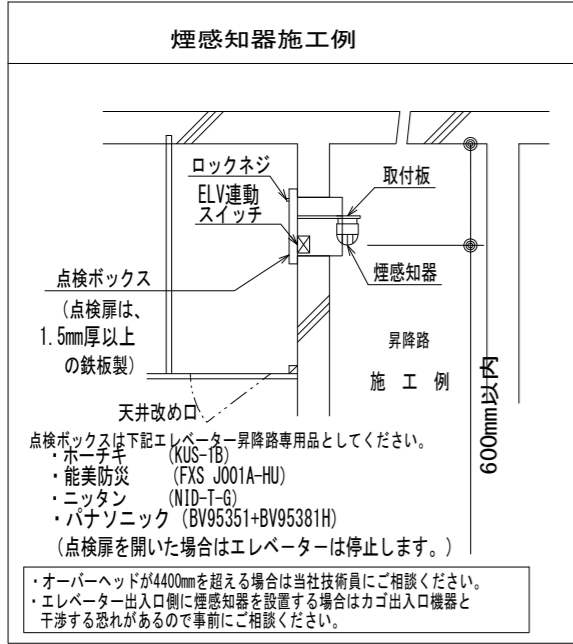 煙感知器施工例
ロックネジ
ELV連動
スイッチ
取付板
煙感知器
点検ボックス
(点検扉は、
1.5mm厚以上
の鉄板製)
昇降路
施 工 例
600mm以内
天井改め口
点検ボックスは下記エレベーター昇降路専用品としてください。
・ホーチキ (KUS-1B)
・能美防災 (FXS J001A-HU)
・ニッタン (NID-T-G)
・パナソニック (BV95351+BV95381H)
(点検扉を開いた場合はエレベーターは停止します。)
・オーバーヘッドが4400mmを超える場合は当社技術員にご相談ください。
・エレベーター出入口側に煙感知器を設置する場合はカゴ出入口機器と
干渉する恐れがあるので事前にご相談ください。